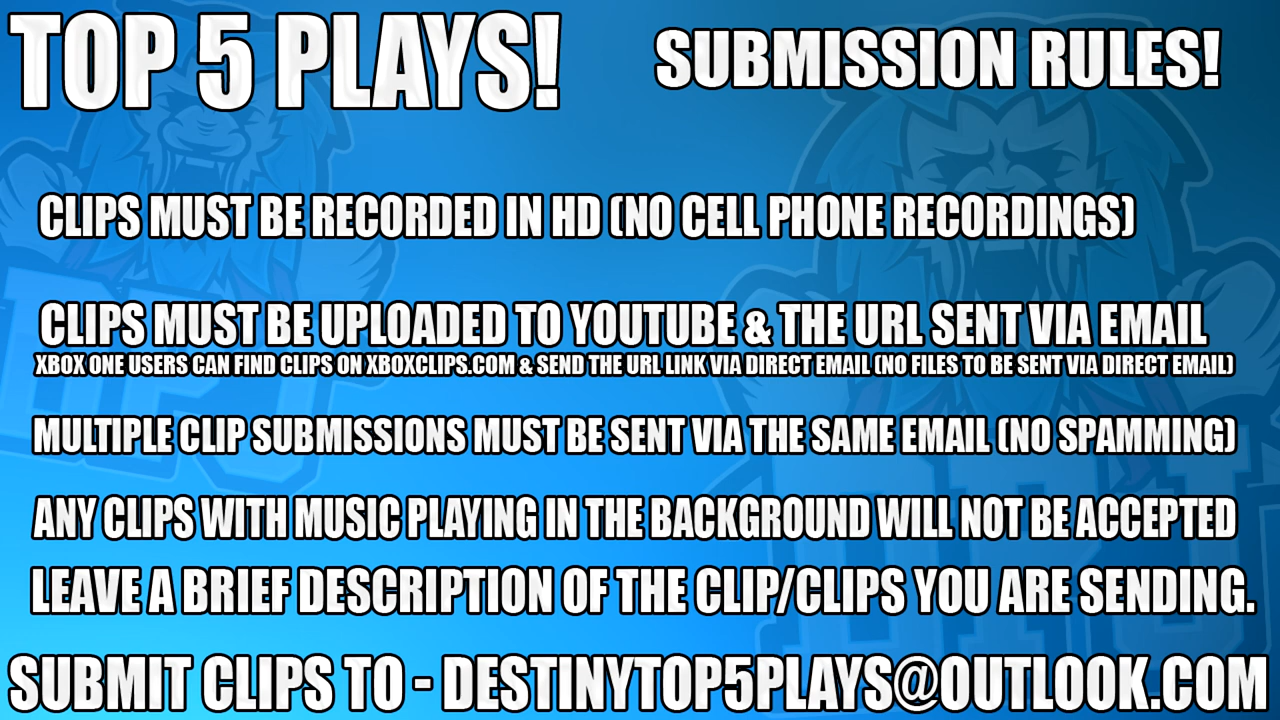 TOP 5 PLAYS!
SUBMISSION RULES!
CLIPS MUST BE RECORDED IN HD (NO CELL PHONE RECORDINGS)
CLIPS MUST BE UPLOADED TO YOUTUBE & THE URL SENT VIA EMAIL
XBOX ONE USERS CAN FIND CLIPS ON XBOXCLIPS.COM & SEND THE URL LINK VIA DIRECT EMAIL (NO FILES TO BE SENT VIA DIRECT EMAIL)
MULTIPLE CLIP SUBMISSIONS MUST BE SENT VIA THE SAME EMAIL (NO SPAMMING)
ANY CLIPS WITH MUSIC PLAYING IN THE BACKGROUND WILL NOT BE ACCEPTED
LEAVE A BRIEF DESCRIPTION OF THE CLIP/CLIPS YOU ARE SENDING.
SUBMIT CLIPS TO - DESTINYTOP5PLAYS@OUTLOOK.COM